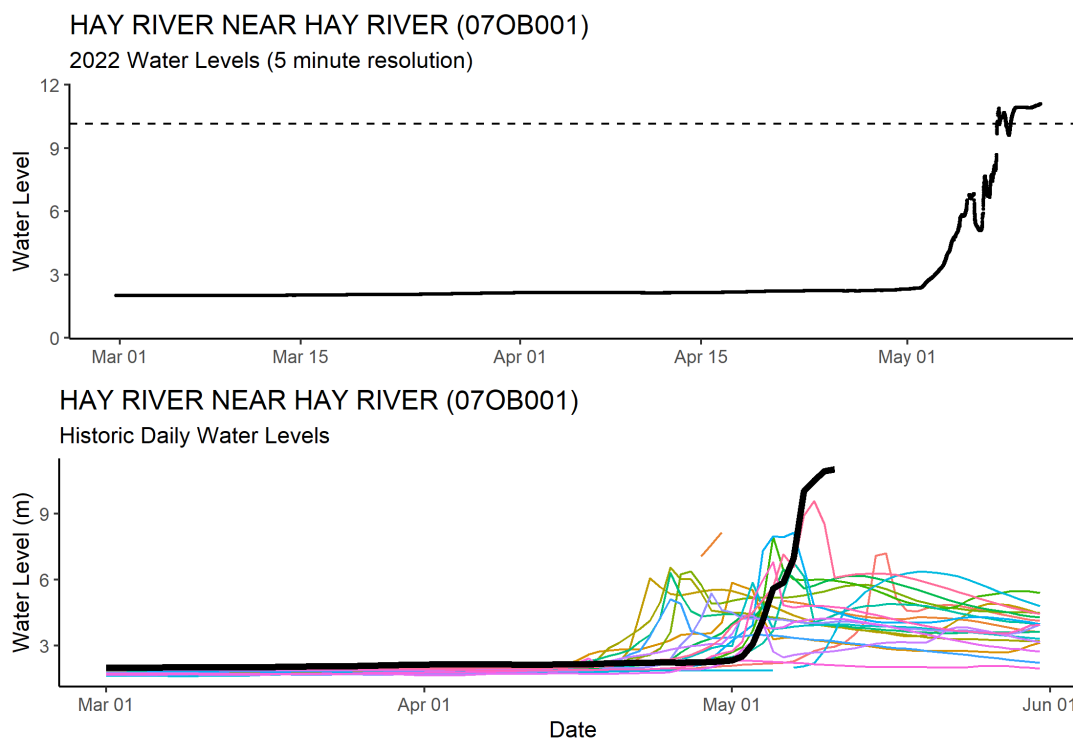 HAY RIVER NEAR HAY RIVER (07OB001)
2022 Water Levels (5 minute resolution)
12
9
6
3
0
Water Level
Mar 01 Mar 15 Apr 01 Apr 15 May 01
HAY RIVER NEAR HAY RIVER (07OB001)
Historic Daily Water Levels
9
6
3
Water Level (m)
Mar 01 Apr 01 May 01 Jun 01
Date